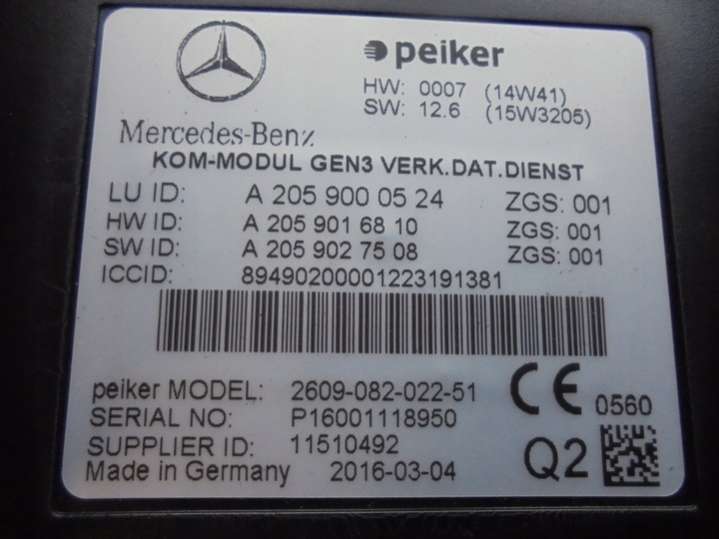 peiker
HW: 0007 (14W41)
SW: 12.6 (15W3205)
Mercedes-Benz
KOM-MODUL GEN3 VERK.DAT.DIENST
LU ID: A 205 900 05 24 ZGS: 001
HW ID: A 205 901 68 10 ZGS: 001
SW ID: A 205 902 75 08 ZGS: 001
ICCID: 89490200001223191381
peiker MODEL: 2609-082-022-51
SERIAL NO: P16001118950
SUPPLIER ID: 11510492
Made in Germany 2016-03-04
CE 0560
Q2